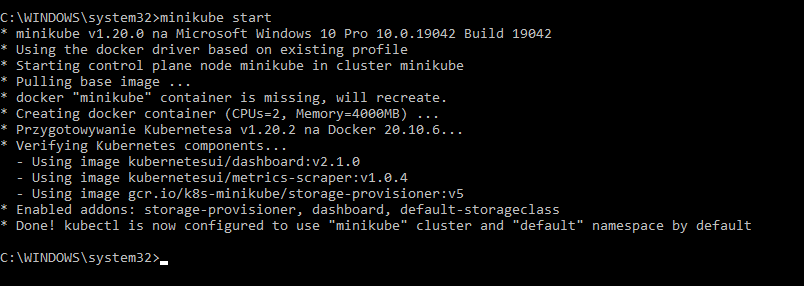 C:\WINDOWS\system32>minikube start
* minikube v1.20.0 na Microsoft Windows 10 Pro 10.0.19042 Build 19042
* Using the docker driver based on existing profile
* Starting control plane node minikube in cluster minikube
* Pulling base image ...
* docker "minikube" container is missing, will recreate.
* Creating docker container (CPUs=2, Memory=4000MB) ...
* Przygotowywanie Kubernetesa v1.20.2 na Docker 20.10.6...
* Verifying Kubernetes components...
  - Using image kubernetesui/dashboard:v2.1.0
  - Using image kubernetesui/metrics-scraper:v1.0.4
  - Using image gcr.io/k8s-minikube/storage-provisioner:v5
* Enabled addons: storage-provisioner, dashboard, default-storageclass
* Done! kubectl is now configured to use "minikube" cluster and "default" namespace by default
C:\WINDOWS\system32>